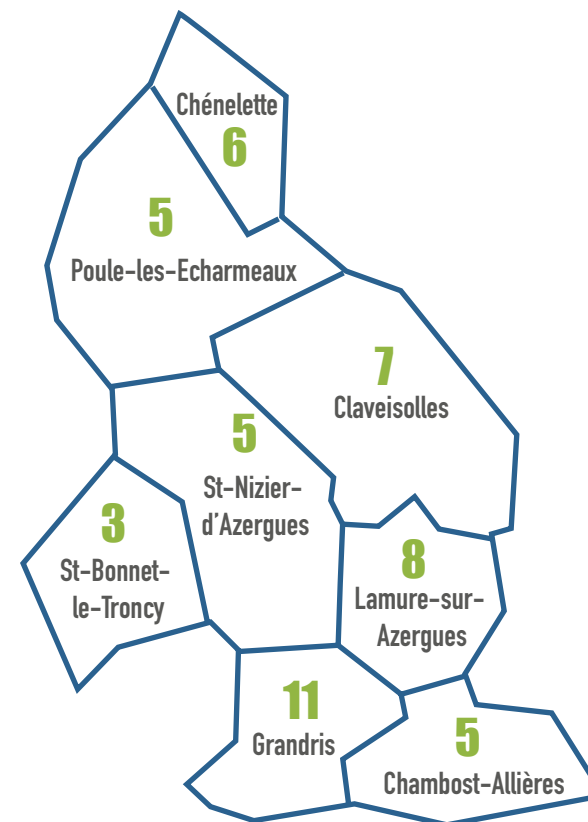 Chénelette
6
5
Poule-les-Echarmeaux
7
Claveisolles
5
St-Nizier-
d'Azergues
3
St-Bonnet-
le-Troncy
8
Lamure-sur-
Azergues
11
Grandris
5
Chambost-Allières